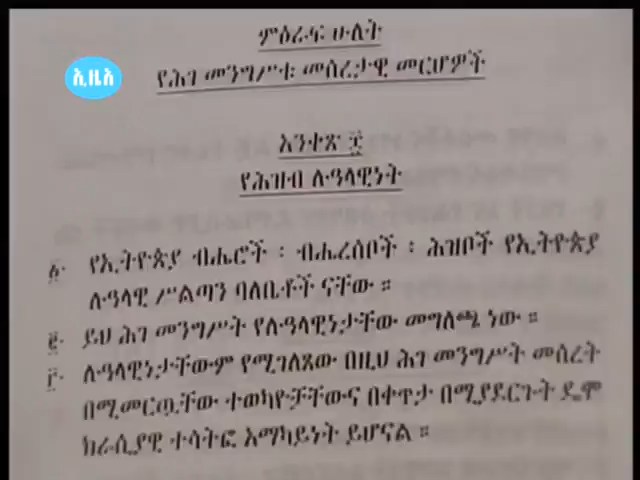 ምዕራፍ ሁለት
ኢዜአ
የሕገ መንግሥቱ መሰረታዊ መርሆዎች
አንቀጽ ፰
የሕዝብ ሉዓላዊነት
፩· የኢትዮጵያ ብሔሮች ፡ ብሔረሰቦች ፡ ሕዝቦች የኢትዮጵያ
ሉዓላዊ ሥልጣን ባለቤቶች ናቸው ።
፪· ይህ ሕገ መንግሥት የሉዓላዊነታቸው መግለጫ ነው ።
፫· ሉዓላዊነታቸውም የሚገለጸው በዚህ ሕገ መንግሥት መሰረት
በሚመርጧቸው ተወካዮቻቸውና በቀጥታ በሚያደርጉት ዴሞ
ክራሲያዊ ተሳትፎ አማካይነት ይሆናል ።